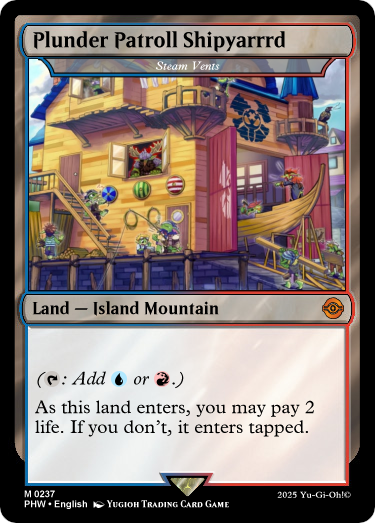 Plunder Patroll Shipyarrrd
Steam Vents
Land — Island Mountain
(: Add or .)
As this land enters, you may pay 2
life. If you don't, it enters tapped.
M 0237
PHW • English YUGIOH TRADING CARD GAME
2025 Yu-Gi-Oh!©